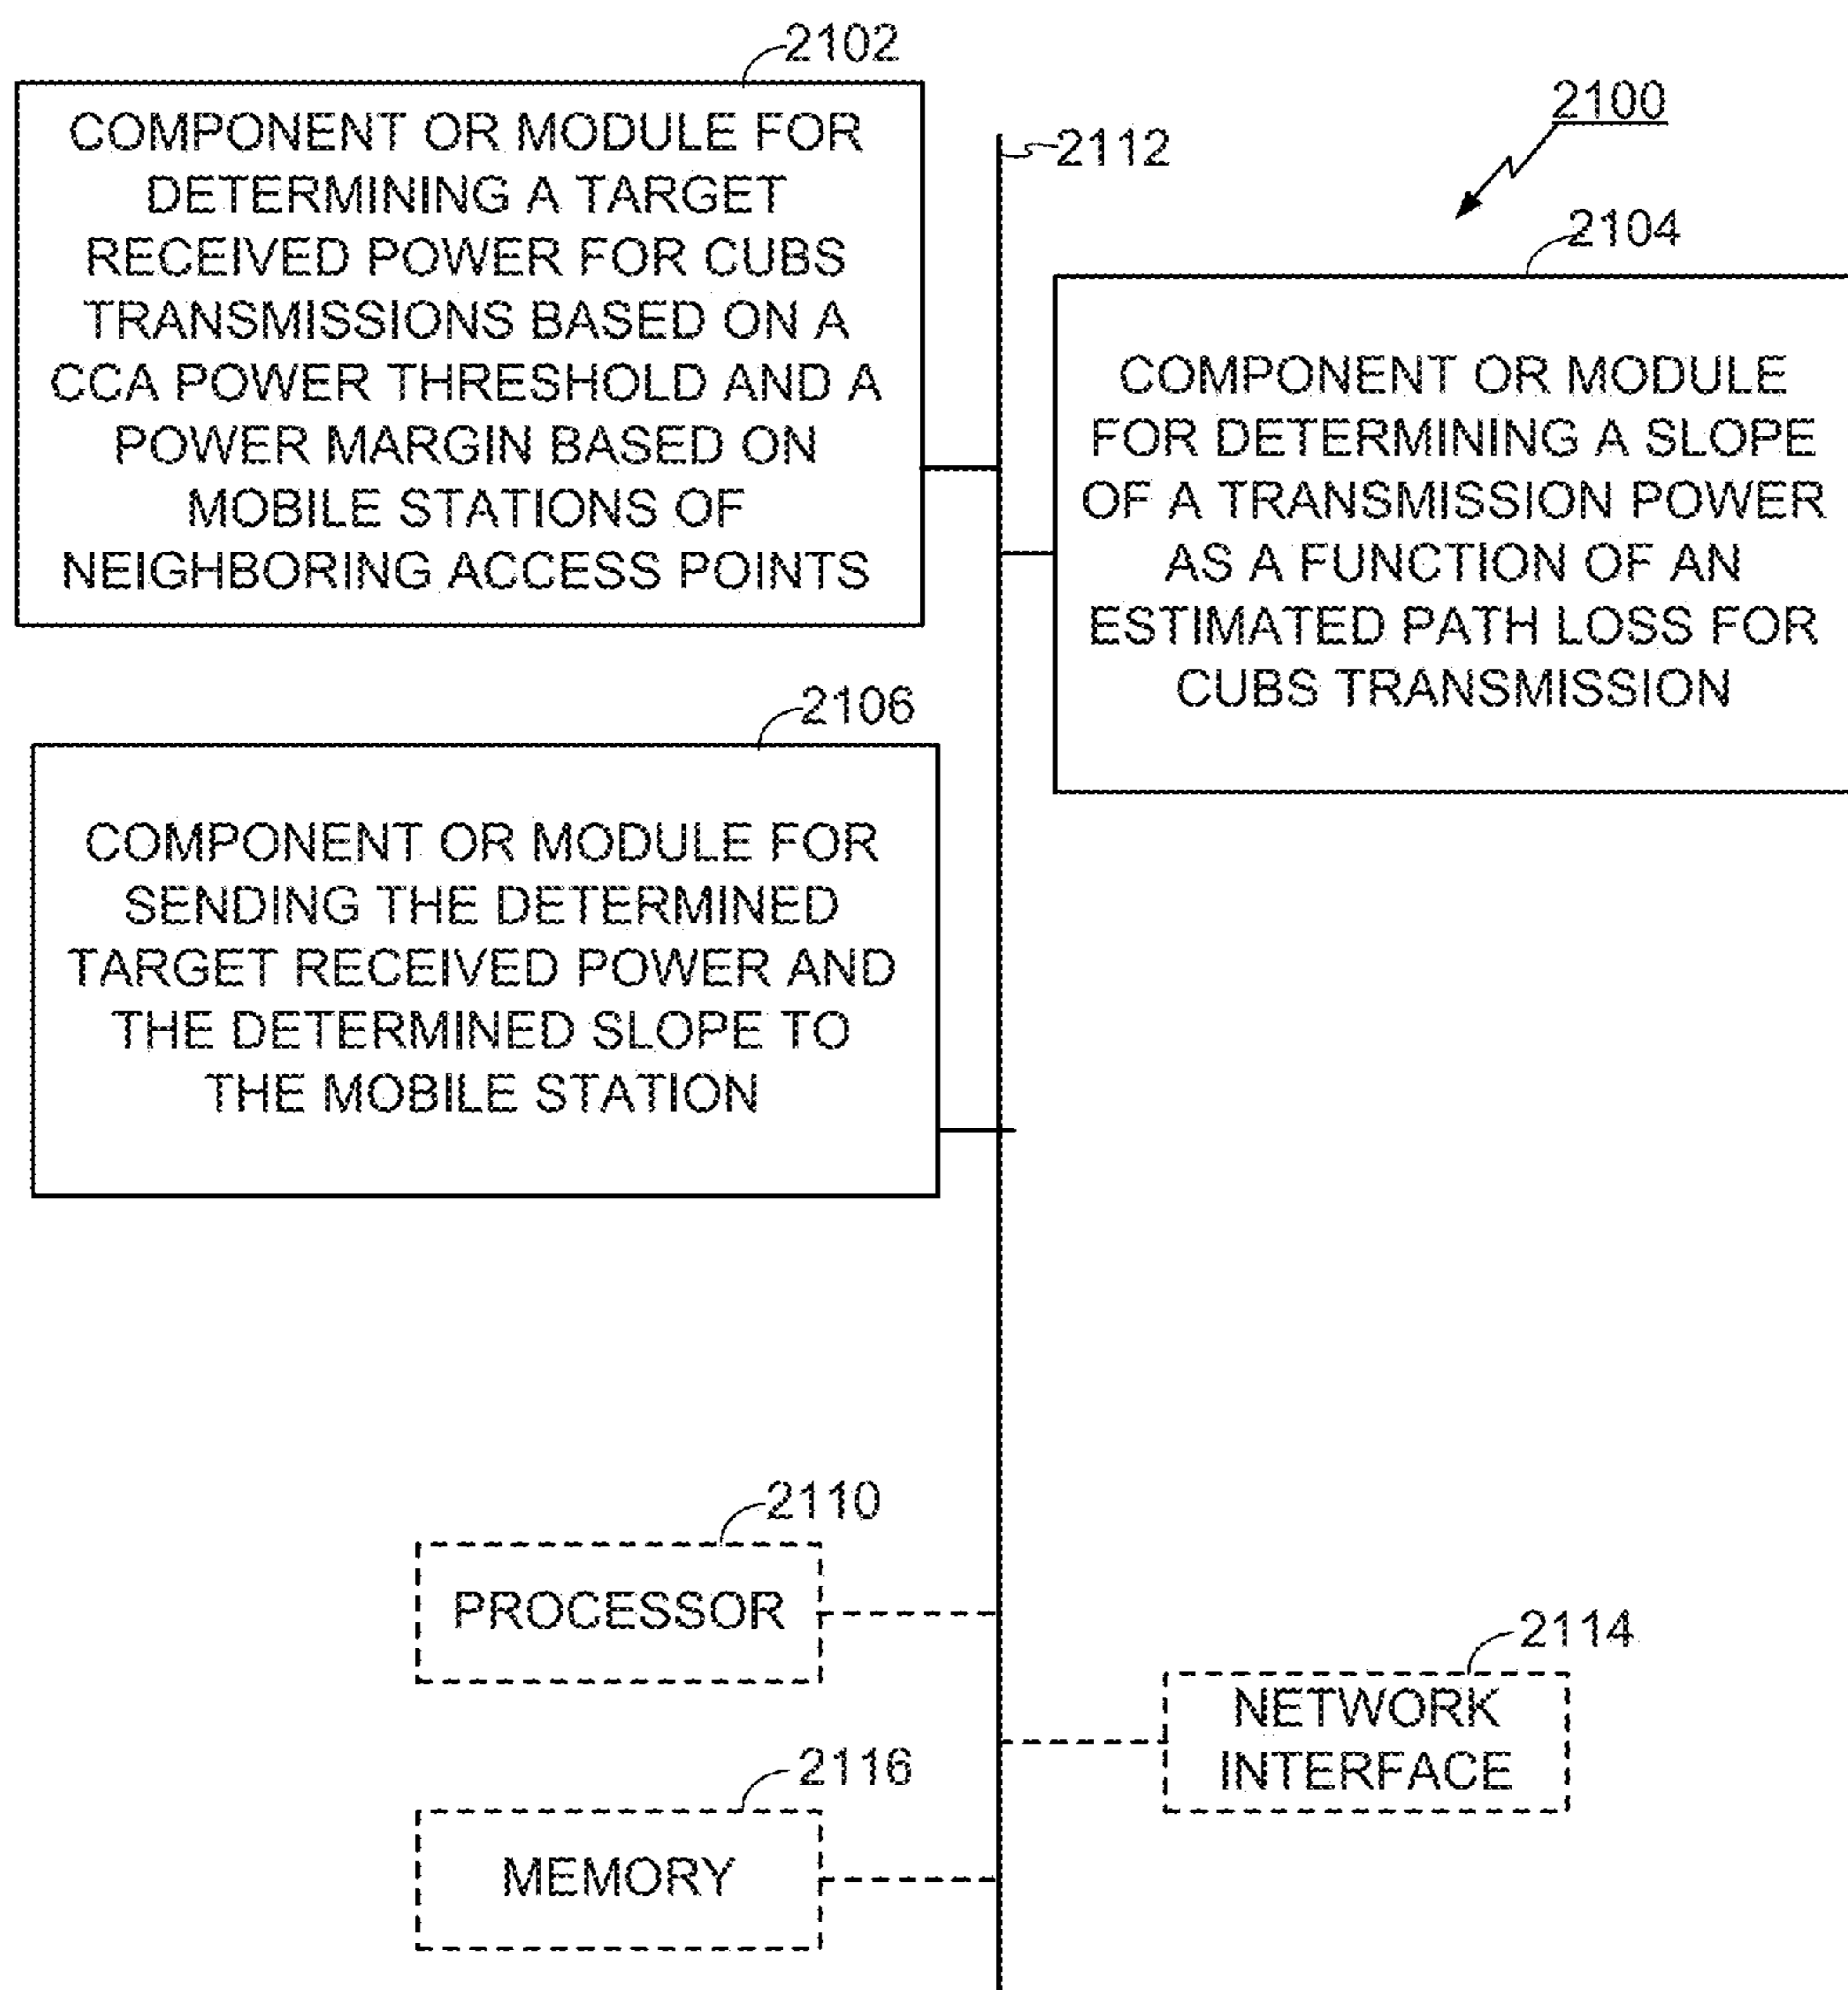 2102
COMPONENT OR MODULE FOR
DETERMINING A TARGET
RECEIVED POWER FOR CUBS
TRANSMISSIONS BASED ON A
CCA POWER THRESHOLD AND A
POWER MARGIN BASED ON
MOBILE STATIONS OF
NEIGHBORING ACCESS POINTS
2112
2100
2104
COMPONENT OR MODULE
FOR DETERMINING A SLOPE
OF A TRANSMISSION POWER
AS A FUNCTION OF AN
ESTIMATED PATH LOSS FOR
CUBS TRANSMISSION
2106
COMPONENT OR MODULE FOR
SENDING THE DETERMINED
TARGET RECEIVED POWER AND
THE DETERMINED SLOPE TO
THE MOBILE STATION
2110
PROCESSOR
2114
NETWORK
INTERFACE
2116
MEMORY